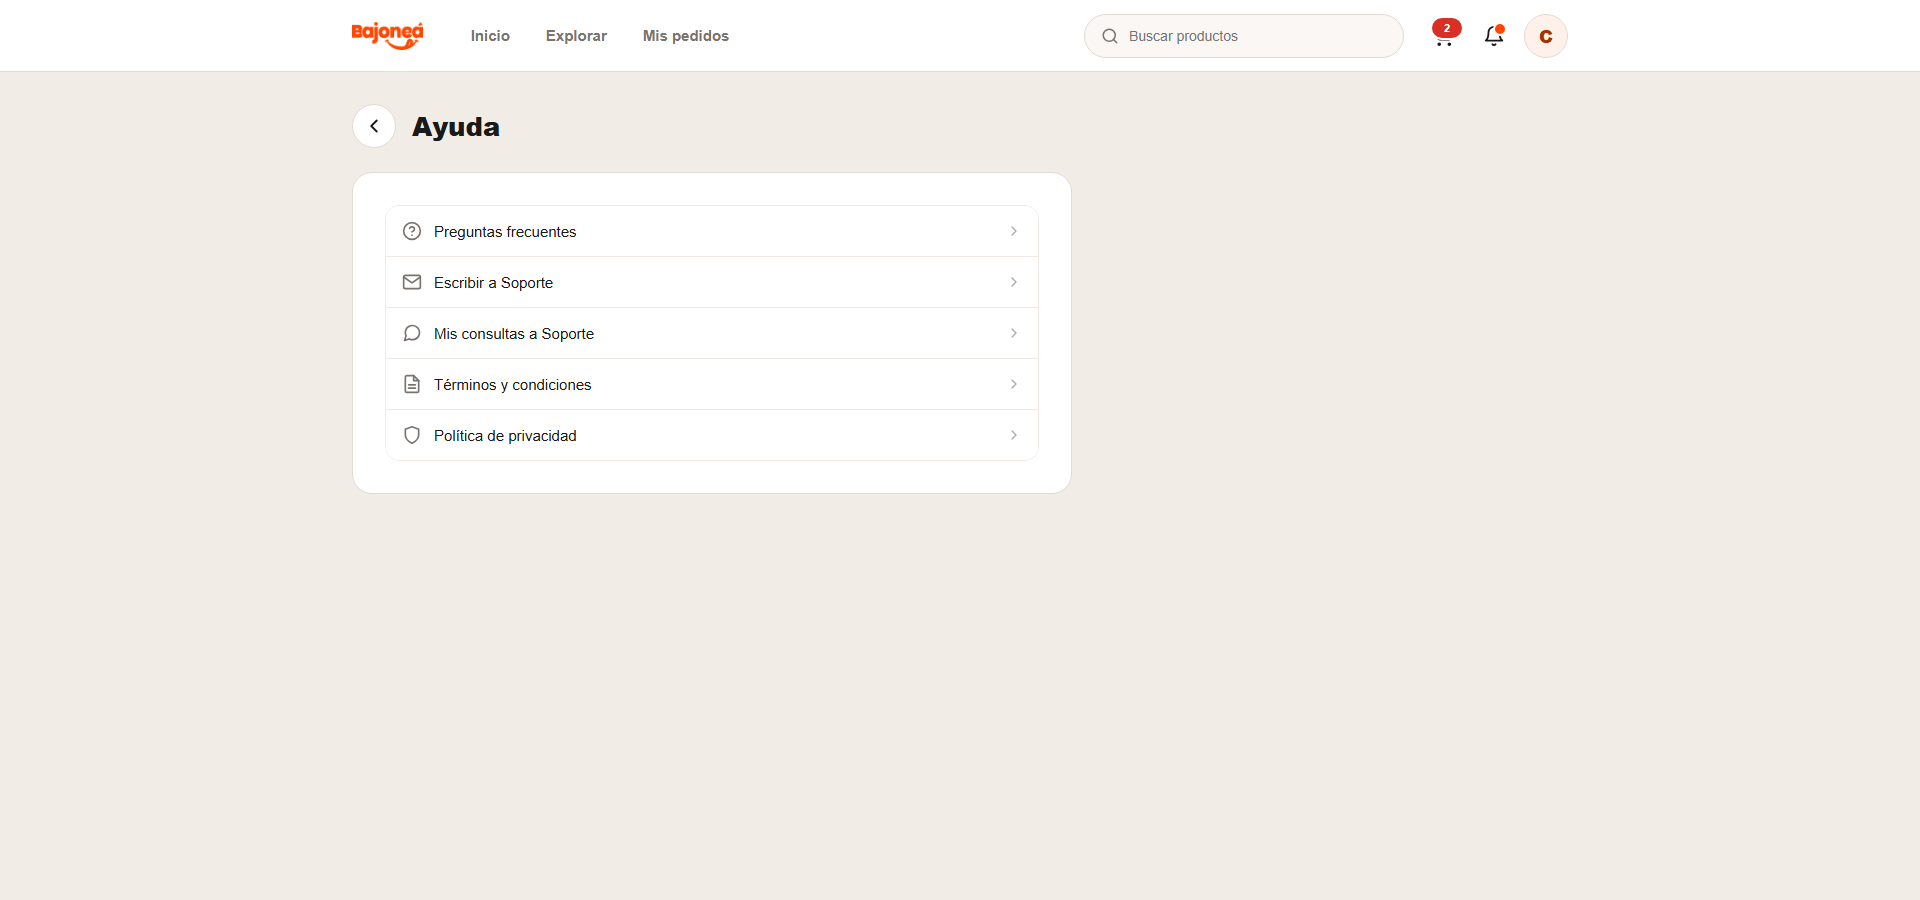 Bajoneá
Inicio
Explorar
Mis pedidos
Buscar productos
2
C
Ayuda
Preguntas frecuentes
Escribir a Soporte
Mis consultas a Soporte
Términos y condiciones
Política de privacidad